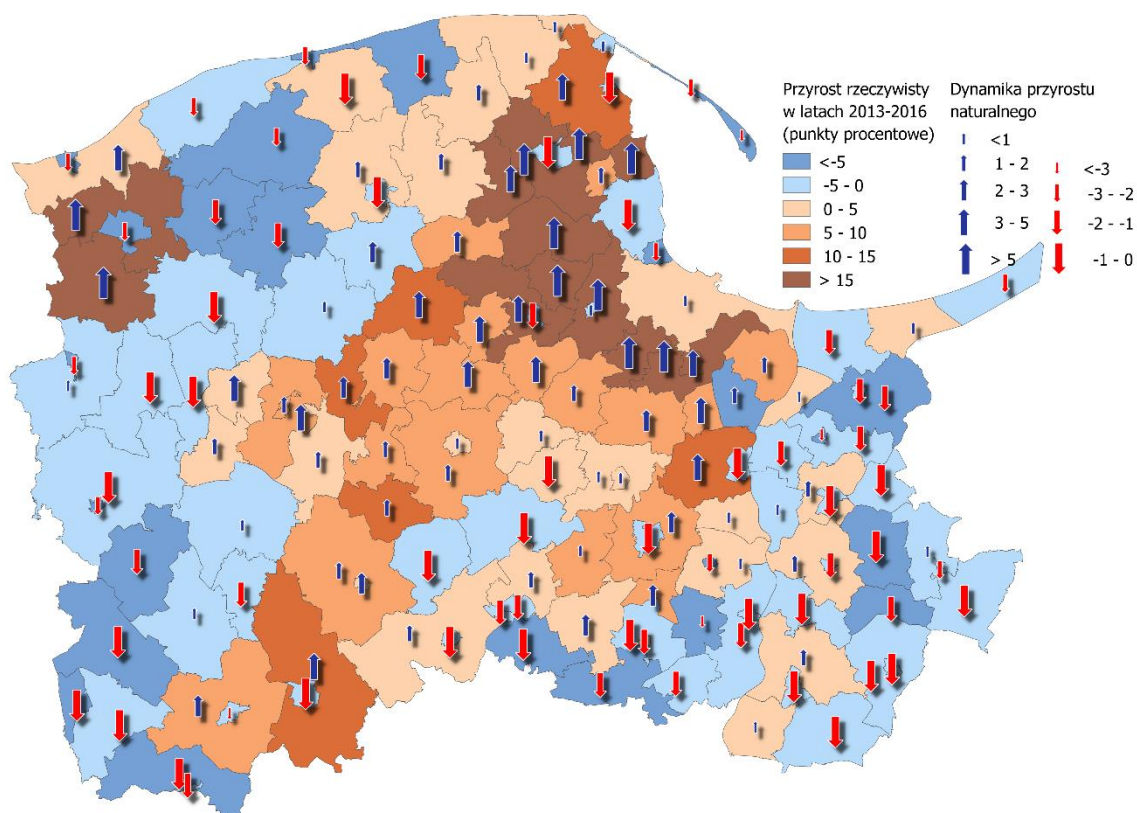 Przyrost rzeczywisty
w latach 2013-2016
(punkty procentowe)
<-5
-5 - 0
0 - 5
5 - 10
10 - 15
> 15
Dynamika przyrostu
naturalnego
<1
1 - 2
2 - 3
3 - 5
> 5
<-3
-3 - -2
-2 - -1
-1 - 0